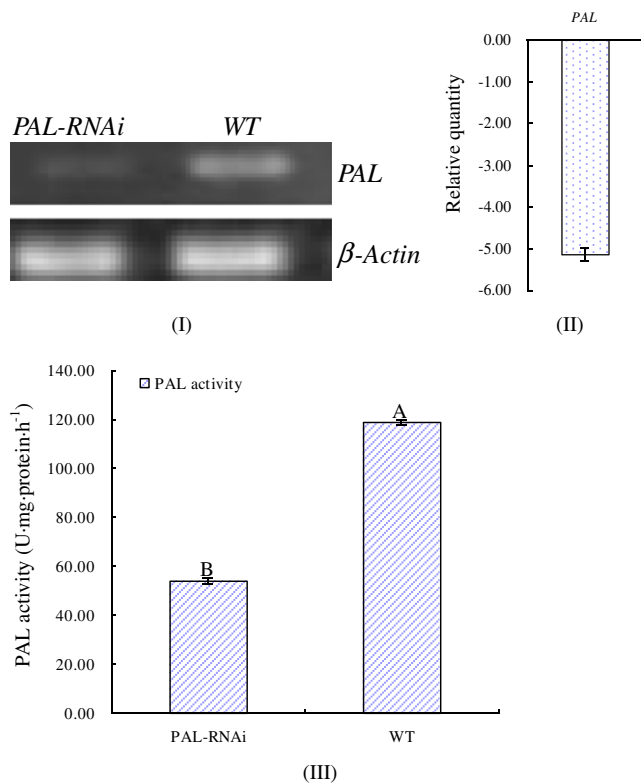 PAL-RNAi WT
PAL
β-Actin
(I)
PAL
0.00
-1.00
-2.00
-3.00
-4.00
-5.00
-6.00
Relative quantity
(II)
140.00
120.00
100.00
80.00
60.00
40.00
20.00
0.00
PAL activity (U·mg·protein·h⁻¹)
PAL activity
B
A
PAL-RNAi WT
(III)